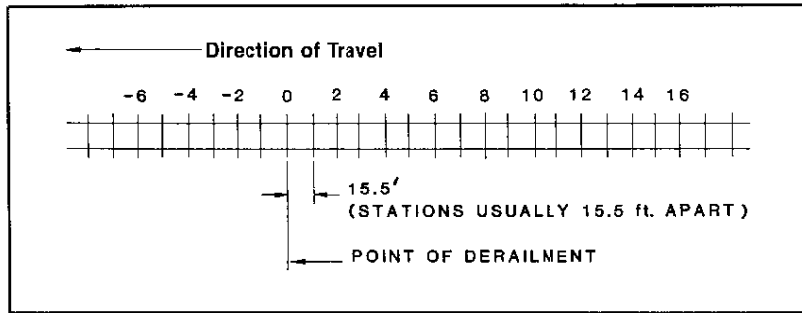 Direction of Travel
-6 -4 -2 0 2 4 6 8 10 12 14 16
15.5'
(STATIONS USUALLY 15.5 ft. APART)
POINT OF DERAILMENT